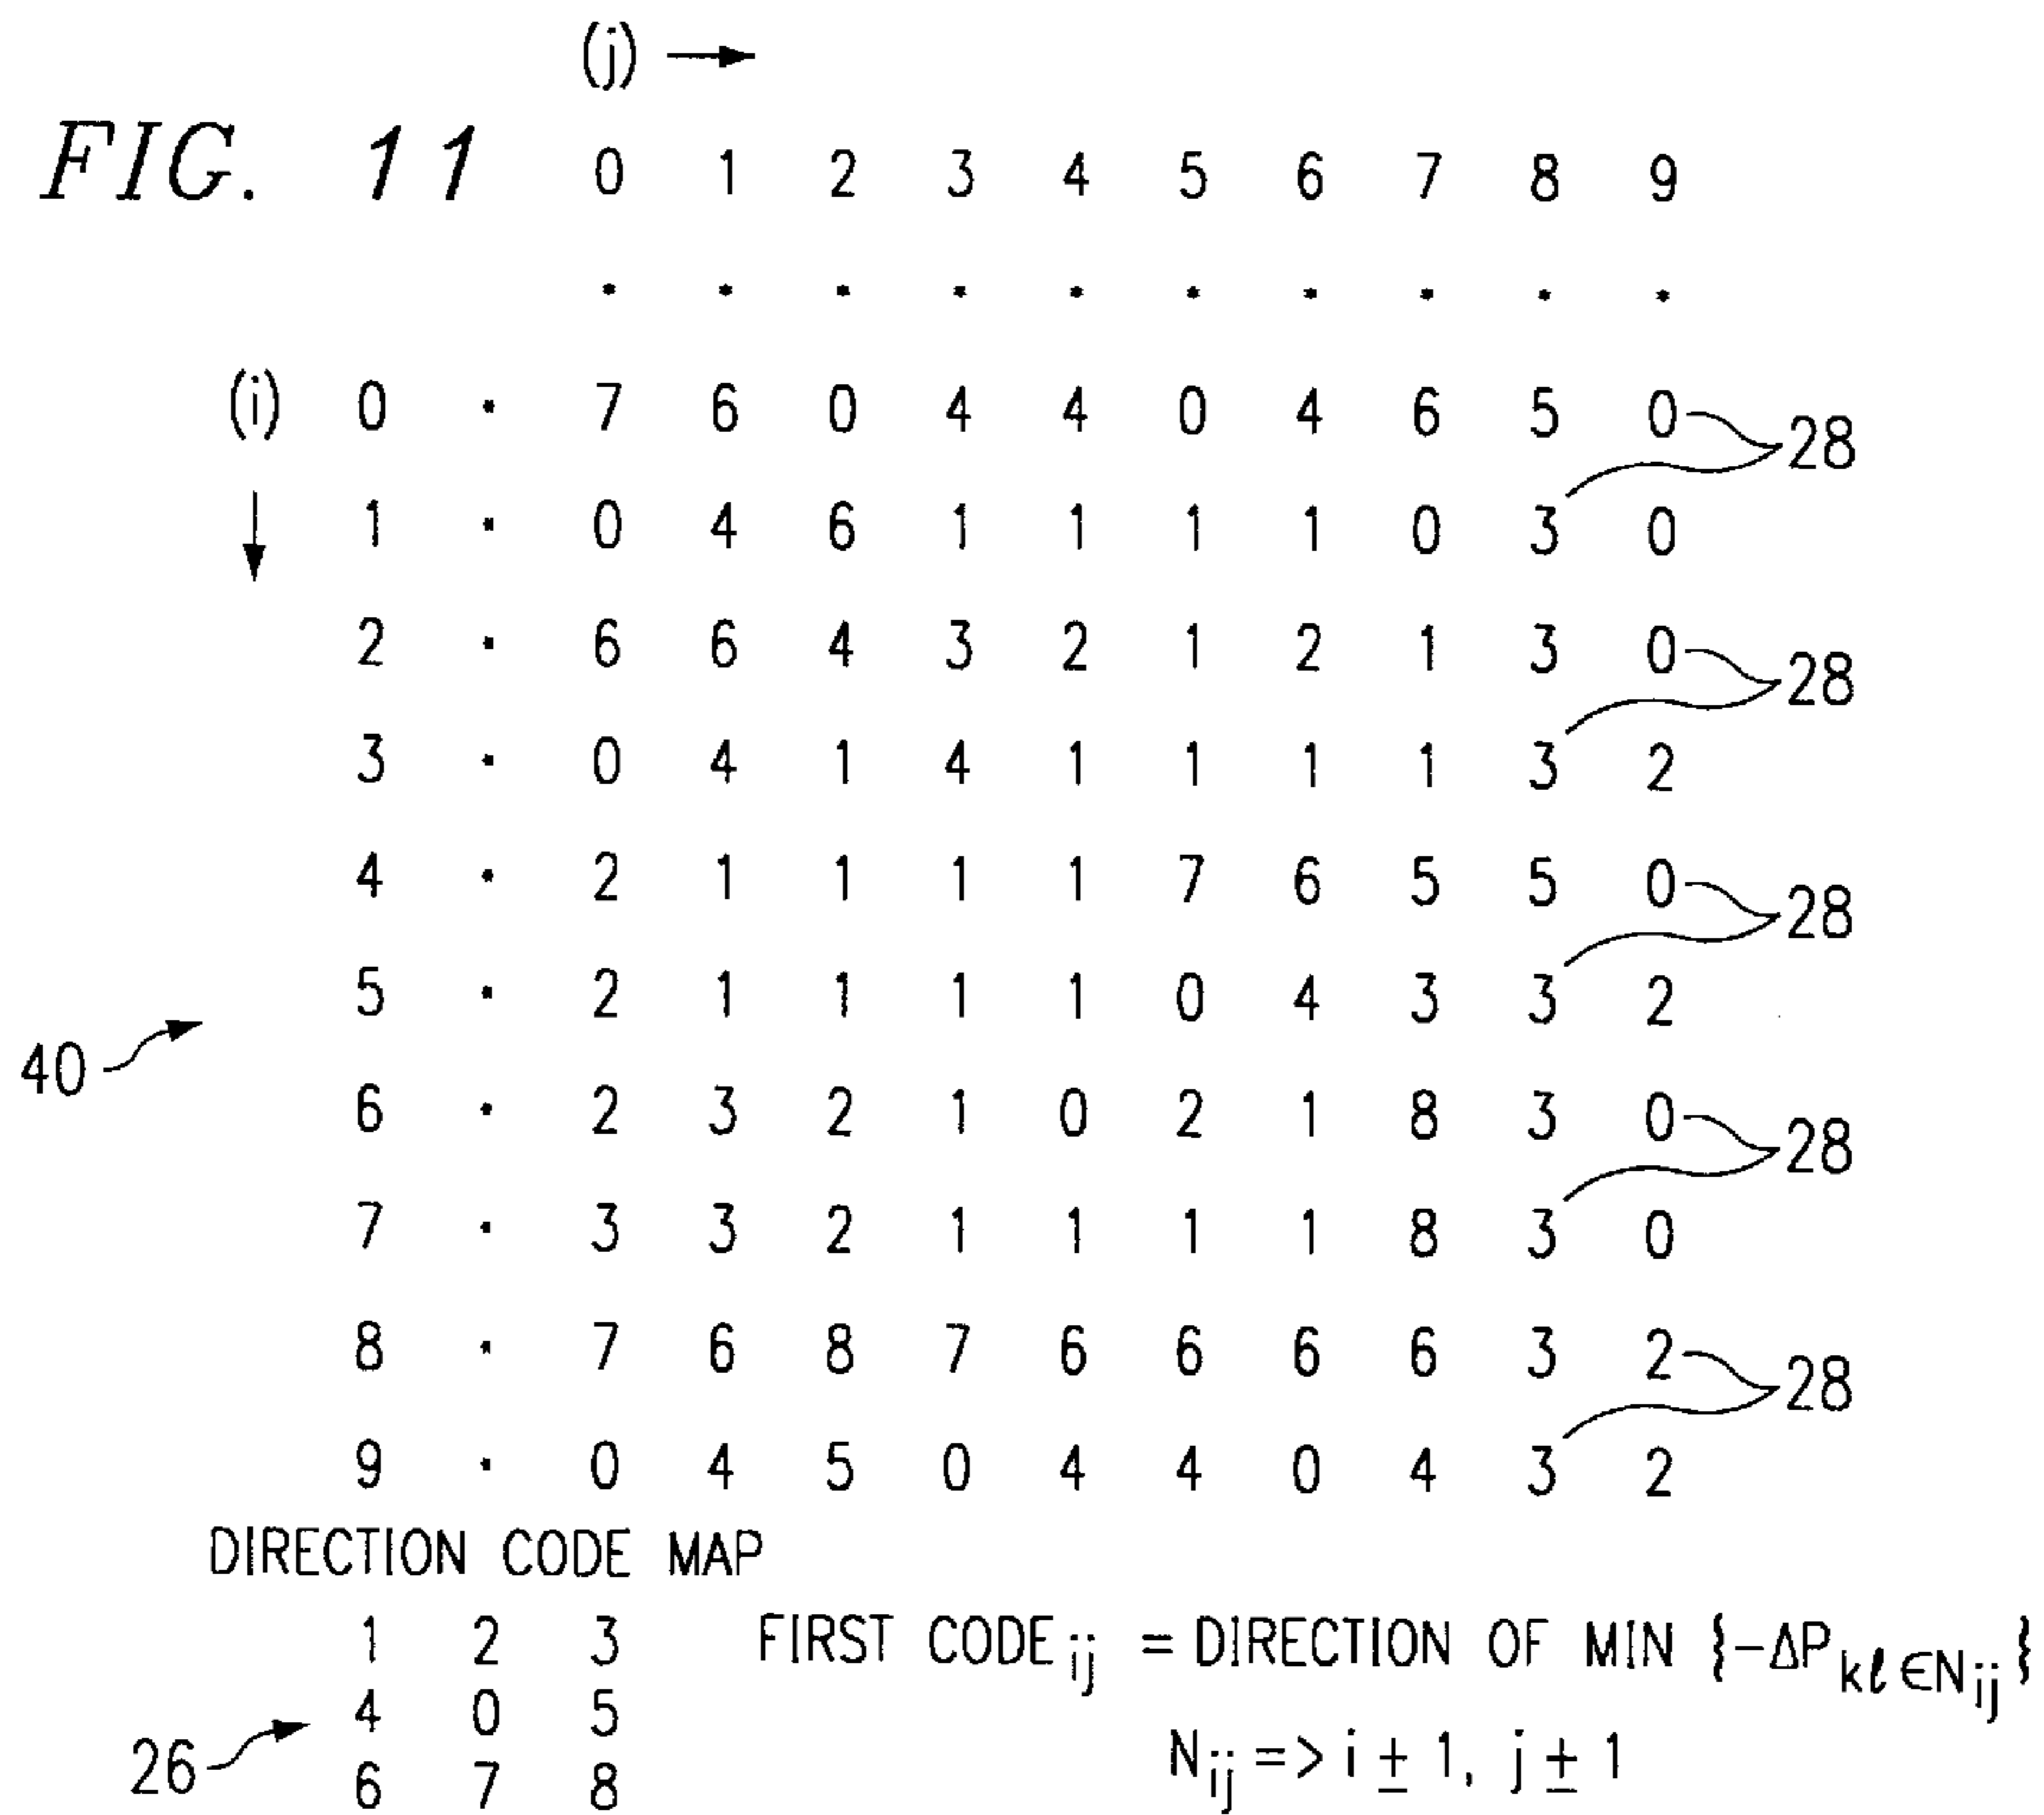 (j)
FIG. 11 0 1 2 3 4 5 6 7 8 9
. . . . . . . . . .
(i) 0 . 7 6 0 4 4 0 4 6 5 0 28
1 . 0 4 6 1 1 1 1 0 3 0
2 . 6 6 4 3 2 1 2 1 3 0 28
3 . 0 4 1 4 1 1 1 1 3 2
4 . 2 1 1 1 1 7 6 5 5 0 28
5 . 2 1 1 1 1 0 4 3 3 2
40
6 . 2 3 2 1 0 2 1 8 3 0 28
7 . 3 3 2 1 1 1 1 8 3 0
8 . 7 6 8 7 6 6 6 6 3 2 28
9 . 0 4 5 0 4 4 0 4 3 2
DIRECTION CODE MAP
1 2 3 FIRST CODE ij = DIRECTION OF MIN {-ΔP kℓ ∈N ij}
4 0 5
26
6 7 8 N ij => i ± 1, j ± 1